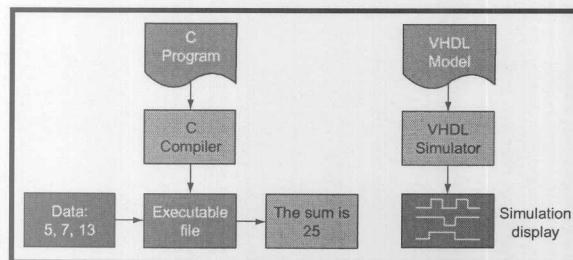 C
Program
C
Compiler
Data:
5, 7, 13
Executable
file
The sum is
25
VHDL
Model
VHDL
Simulator
Simulation
display